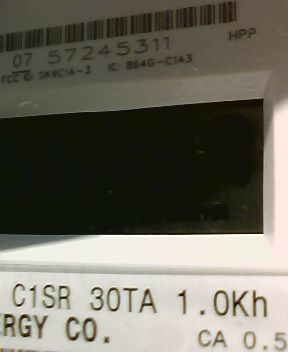 07 57245311
HPP
FCC ID: SK9C1A-3 IC: 864G-C1A3
C1SR 30TA 1.0Kh
ERGY CO.
CA 0.5